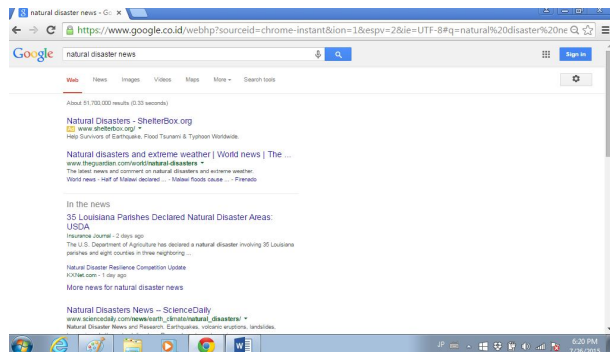 natural disaster news - Go
https://www.google.co.id/webhp?sourceid=chrome-instant&ion=1&espv=2&ie=UTF-8#q=natural%20disaster%20ne
Google
natural disaster news
Sign in
Web News Images Videos Maps More Search tools
About 51,700,000 results (0.33 seconds)
Natural Disasters - ShelterBox.org
Ad www.shelterbox.org/
Help Survivors of Earthquake, Flood Tsunami & Typhoon Worldwide.
Natural disasters and extreme weather | World news | The ...
www.theguardian.com/world/natural-disasters
The latest news and comment on natural disasters and extreme weather.
World news - Half of Malawi declared ... - Malawi floods cause ... - Firenado
In the news
35 Louisiana Parishes Declared Natural Disaster Areas:
USDA
Insurance Journal - 2 days ago
The U.S. Department of Agriculture has declared a natural disaster involving 35 Louisiana
parishes and eight counties in three neighboring ...
Natural Disaster Resilience Competition Update
KXNet.com - 1 day ago
More news for natural disaster news
Natural Disasters News -- ScienceDaily
www.sciencedaily.com/news/earth_climate/natural_disasters/
Natural Disaster News and Research. Earthquakes, volcanic eruptions, landslides,
JP
6:20 PM
7/26/2015